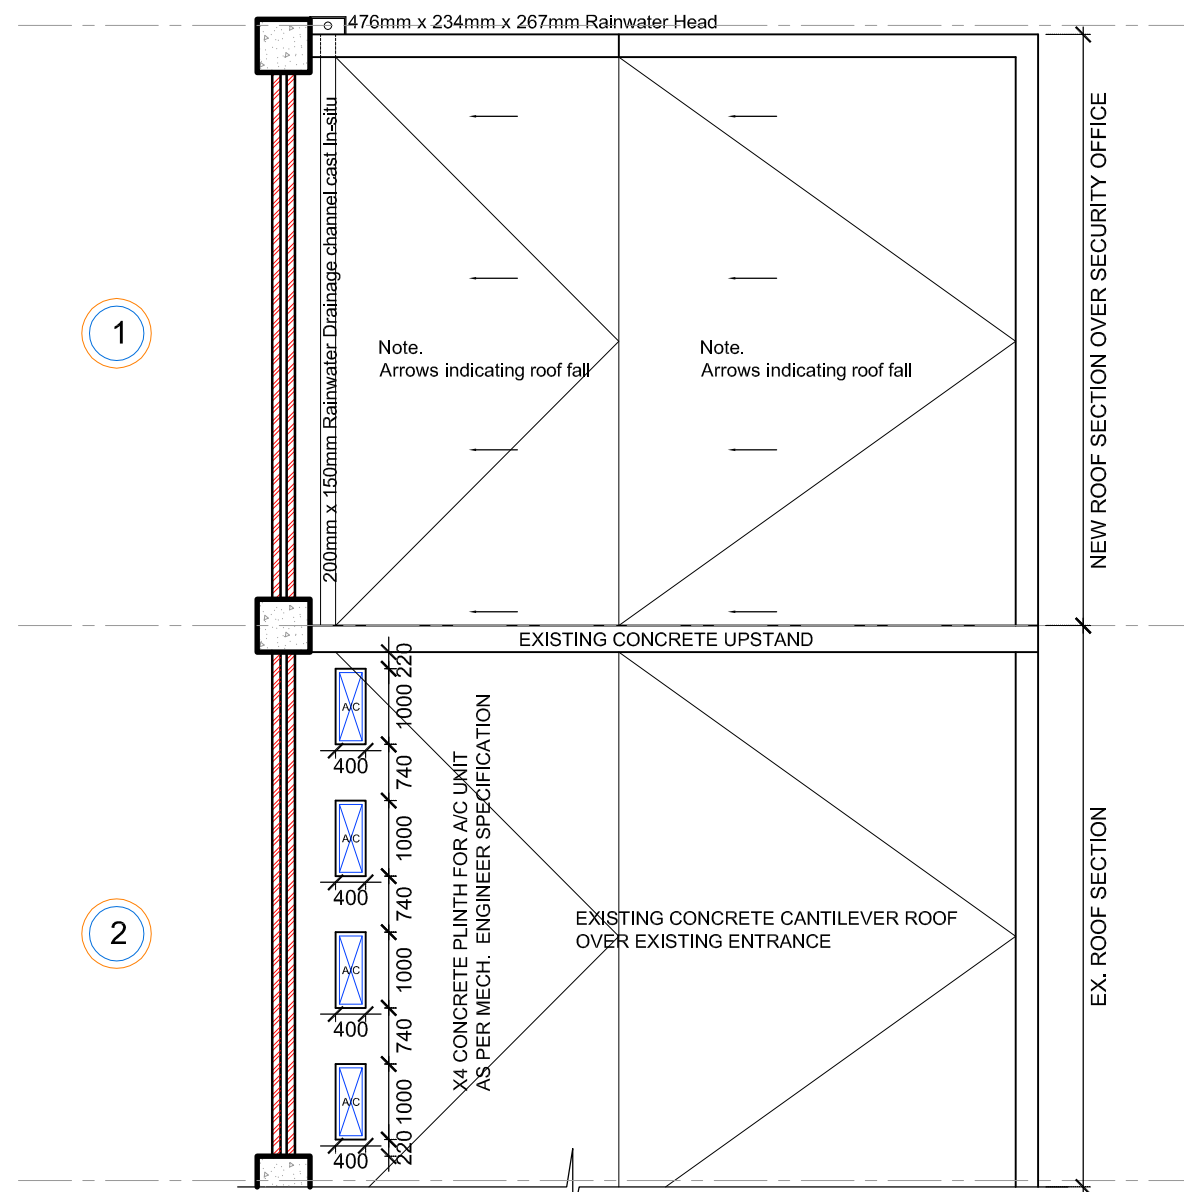 476mm x 234mm x 267mm Rainwater Head
200mm x 150mm Rainwater Drainage channel cast In-situ
NEW ROOF SECTION OVER SECURITY OFFICE
1
Note.
Arrows indicating roof fall
Note.
Arrows indicating roof fall
EXISTING CONCRETE UPSTAND
220
A/C
1000
400
740
A/C
1000
400
740
A/C
1000
400
740
A/C
1000
400
220
X4 CONCRETE PLINTH FOR A/C UNIT
AS PER MECH. ENGINEER SPECIFICATION
2
EXISTING CONCRETE CANTILEVER ROOF
OVER EXISTING ENTRANCE
EX. ROOF SECTION